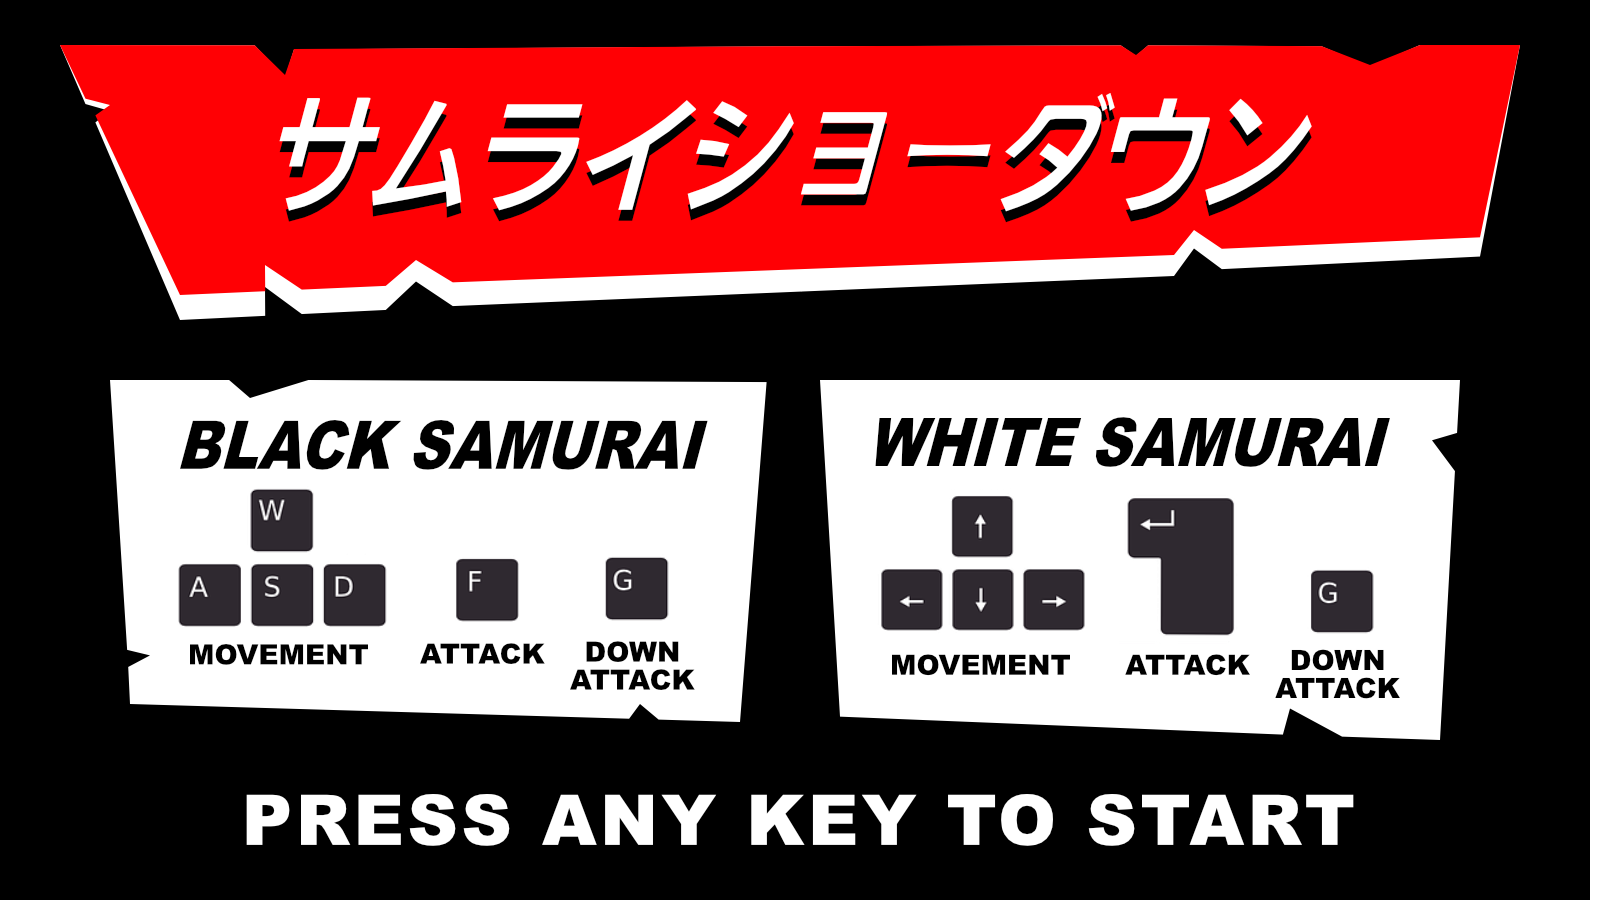 サムライショーダウン
BLACK SAMURAI
W
A S D
F
G
MOVEMENT
ATTACK
DOWN
ATTACK
WHITE SAMURAI
↑
← ↓ →
↵
G
MOVEMENT
ATTACK
DOWN
ATTACK
PRESS ANY KEY TO START